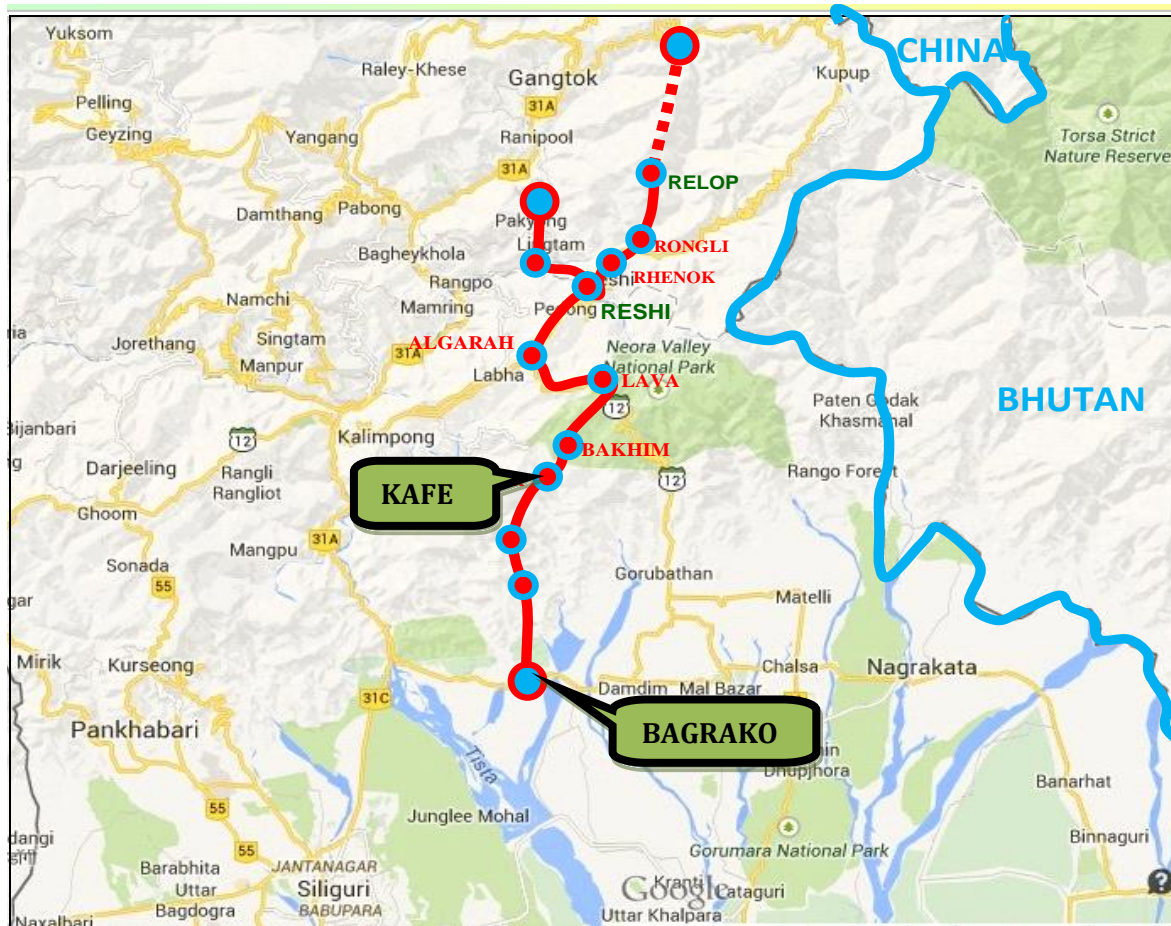 Yuksom
CHINA
Raley-Khese
Gangtok
Kupup
Pelling
31A
Geyzing
Yangang
Ranipool
Torsa Strict
Nature Reserve
31A
RELOP
Damthang
Pabong
Pakyong
Lingtam
RONGLI
Bagheykhola
Rangpo
RHENOK
Namchi
Mamring
RESHI
Jorethang
Singtam
31A
ALGARAH
Neora Valley
National Park
Manpur
Labha
LAVA
BHUTAN
12
Paten Godak
Khasmahal
Bijanbari
12
Kalimpong
BAKHIM
Darjeeling
Rangli
Rangliot
KAFE
12
Rango Forest
Ghoom
31A
Mangpu
Sonada
55
Gorubathan
Matelli
Mirik
Kurseong
31C
Damdim
Mal Bazar
Chalsa
Nagrakata
Pankhabari
BAGRAKO
Tista
Dhupjhora
Banarhat
55
Junglee Mohal
Binnaguri
55
Gorumara National Park
Barabhita
JANTANAGAR
Uttar
Bagdogra
Siliguri
BABUPARA
Google
Kranti
Uttar Khalpara
Naxalbari